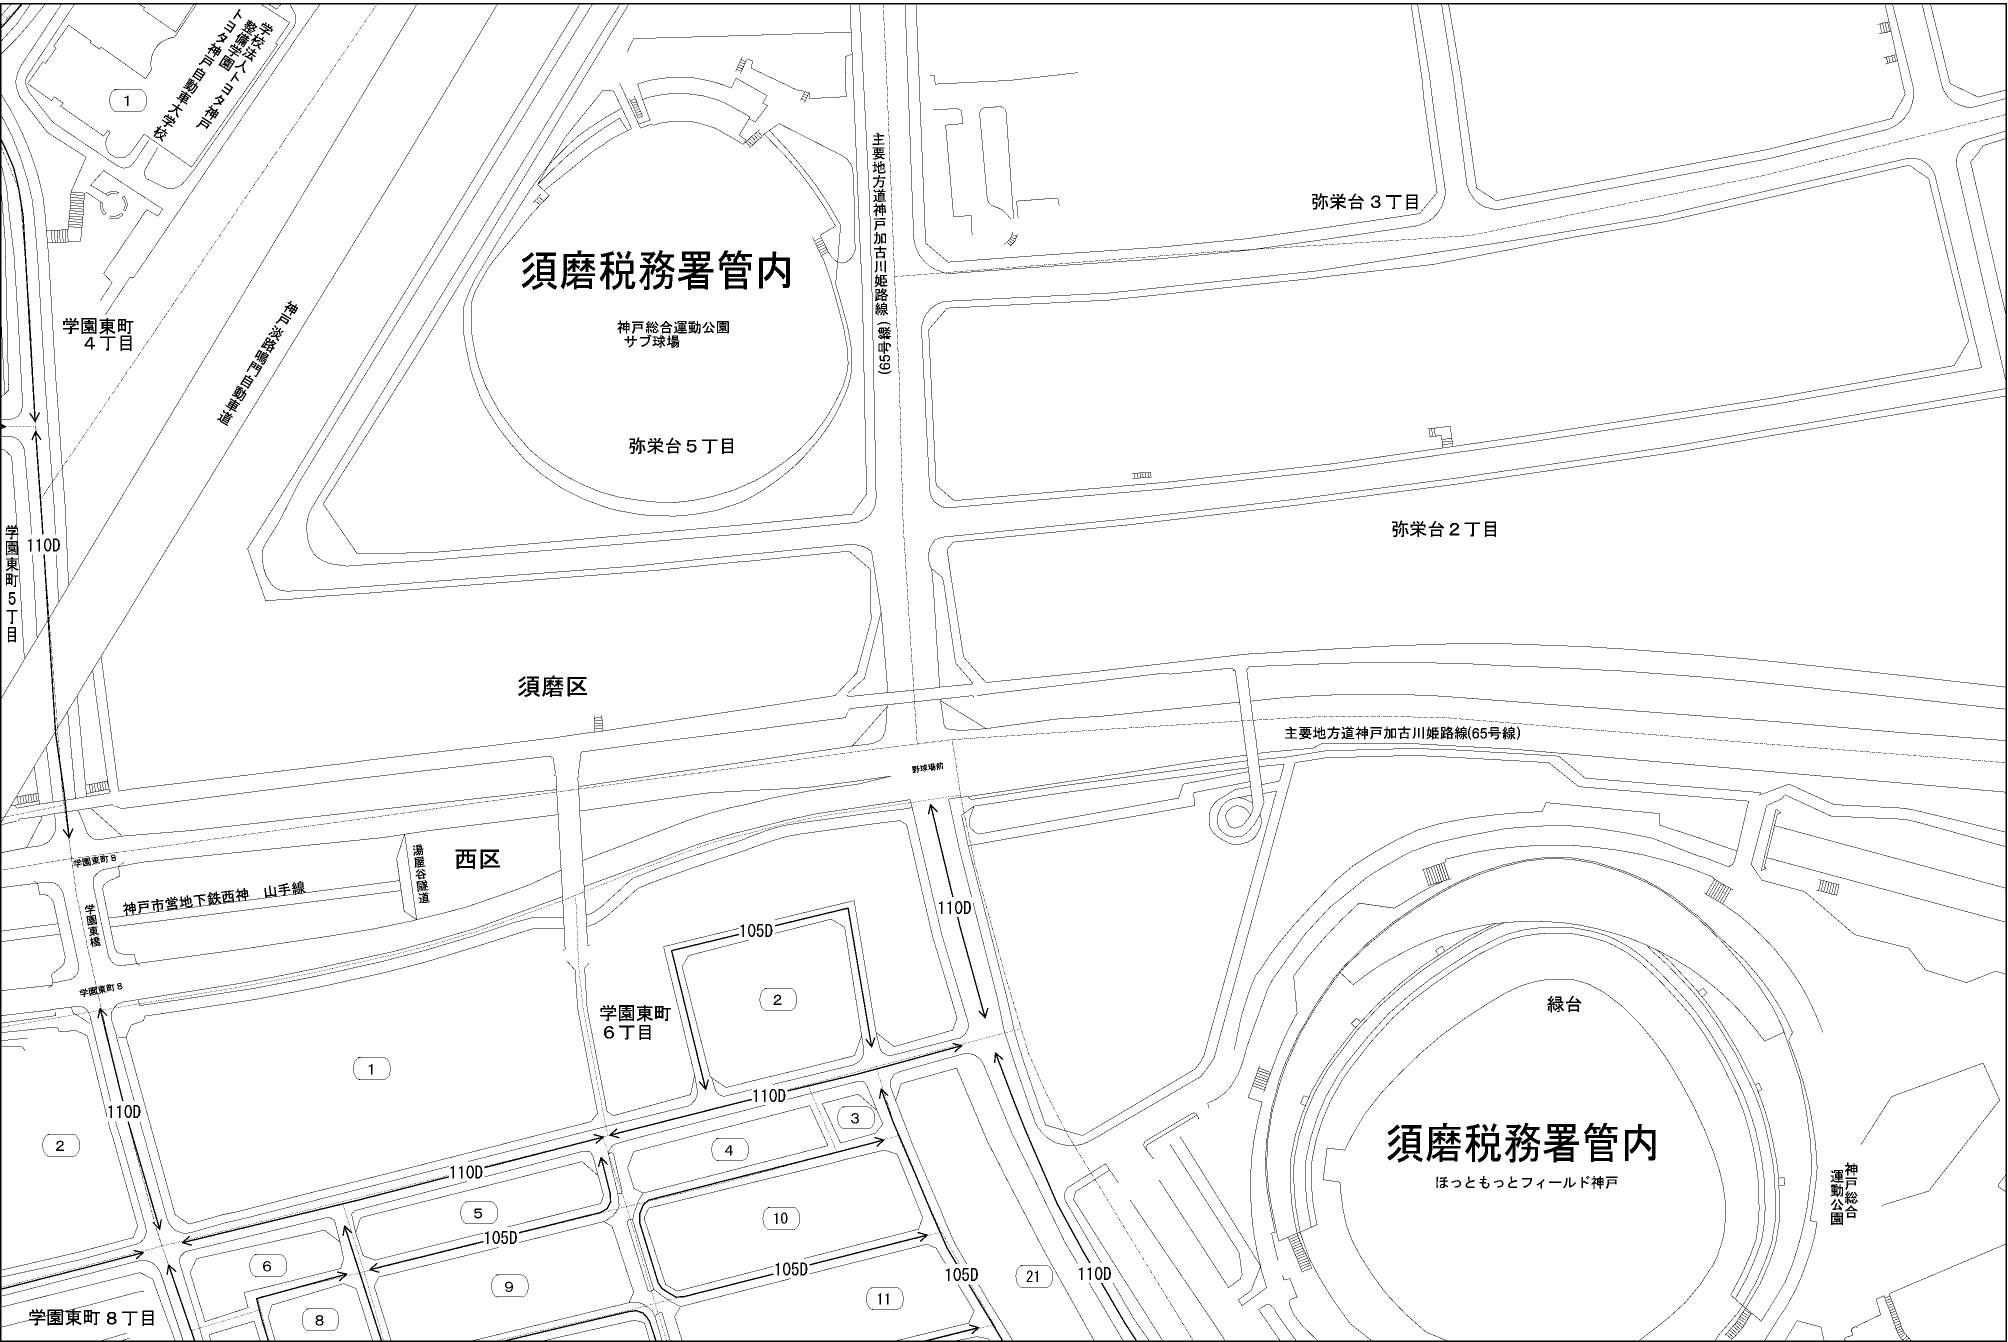 学校法人トヨタ神戸
整備学園
トヨタ神戸自動車大学校
1
主要地方道神戸加古川姫路線
(65号線)
弥栄台3丁目
須磨税務署管内
神戸総合運動公園
サブ球場
学園東町
4丁目
神戸淡路鳴門自動車道
弥栄台5丁目
弥栄台2丁目
学園東町5丁目
110D
須磨区
主要地方道神戸加古川姫路線(65号線)
野球場前
学園東町8
湯屋谷隧道
西区
神戸市営地下鉄西神 山手線
学園東橋
110D
105D
学園東町8
2
緑台
学園東町
6丁目
1
110D
110D
3
2
4
須磨税務署管内
110D
ほっともっとフィールド神戸
神戸総合
運動公園
5
10
105D
6
9
105D
105D
21
110D
11
8
学園東町8丁目